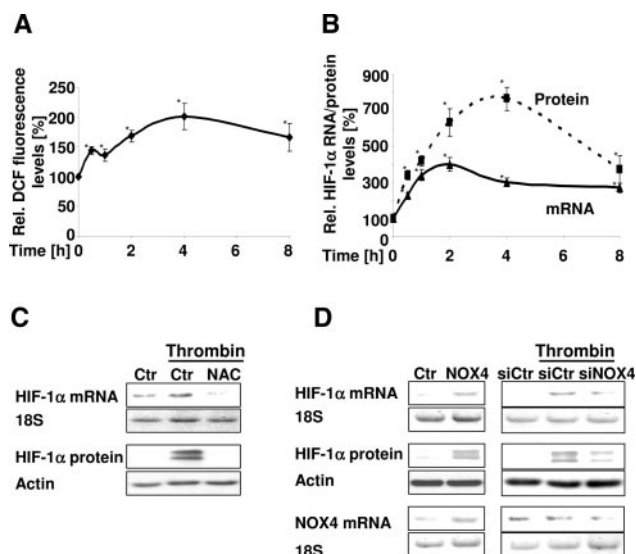 A
Rel. DCF fluorescence
levels [%]
250
200
150
100
50
0
Time [h] 0 2 4 6 8
*
*
*
*
*
B
Rel. HIF-1α RNA/protein
levels [%]
900
700
500
300
100
Protein
mRNA
Time [h] 0 2 4 6 8
*
*
*
*
*
*
*
*
*
C
Thrombin
Ctr Ctr NAC
HIF-1α mRNA
18S
HIF-1α protein
Actin
D
Thrombin
Ctr NOX4 siCtr siCtr siNOX4
HIF-1α mRNA
18S
HIF-1α protein
Actin
NOX4 mRNA
18S